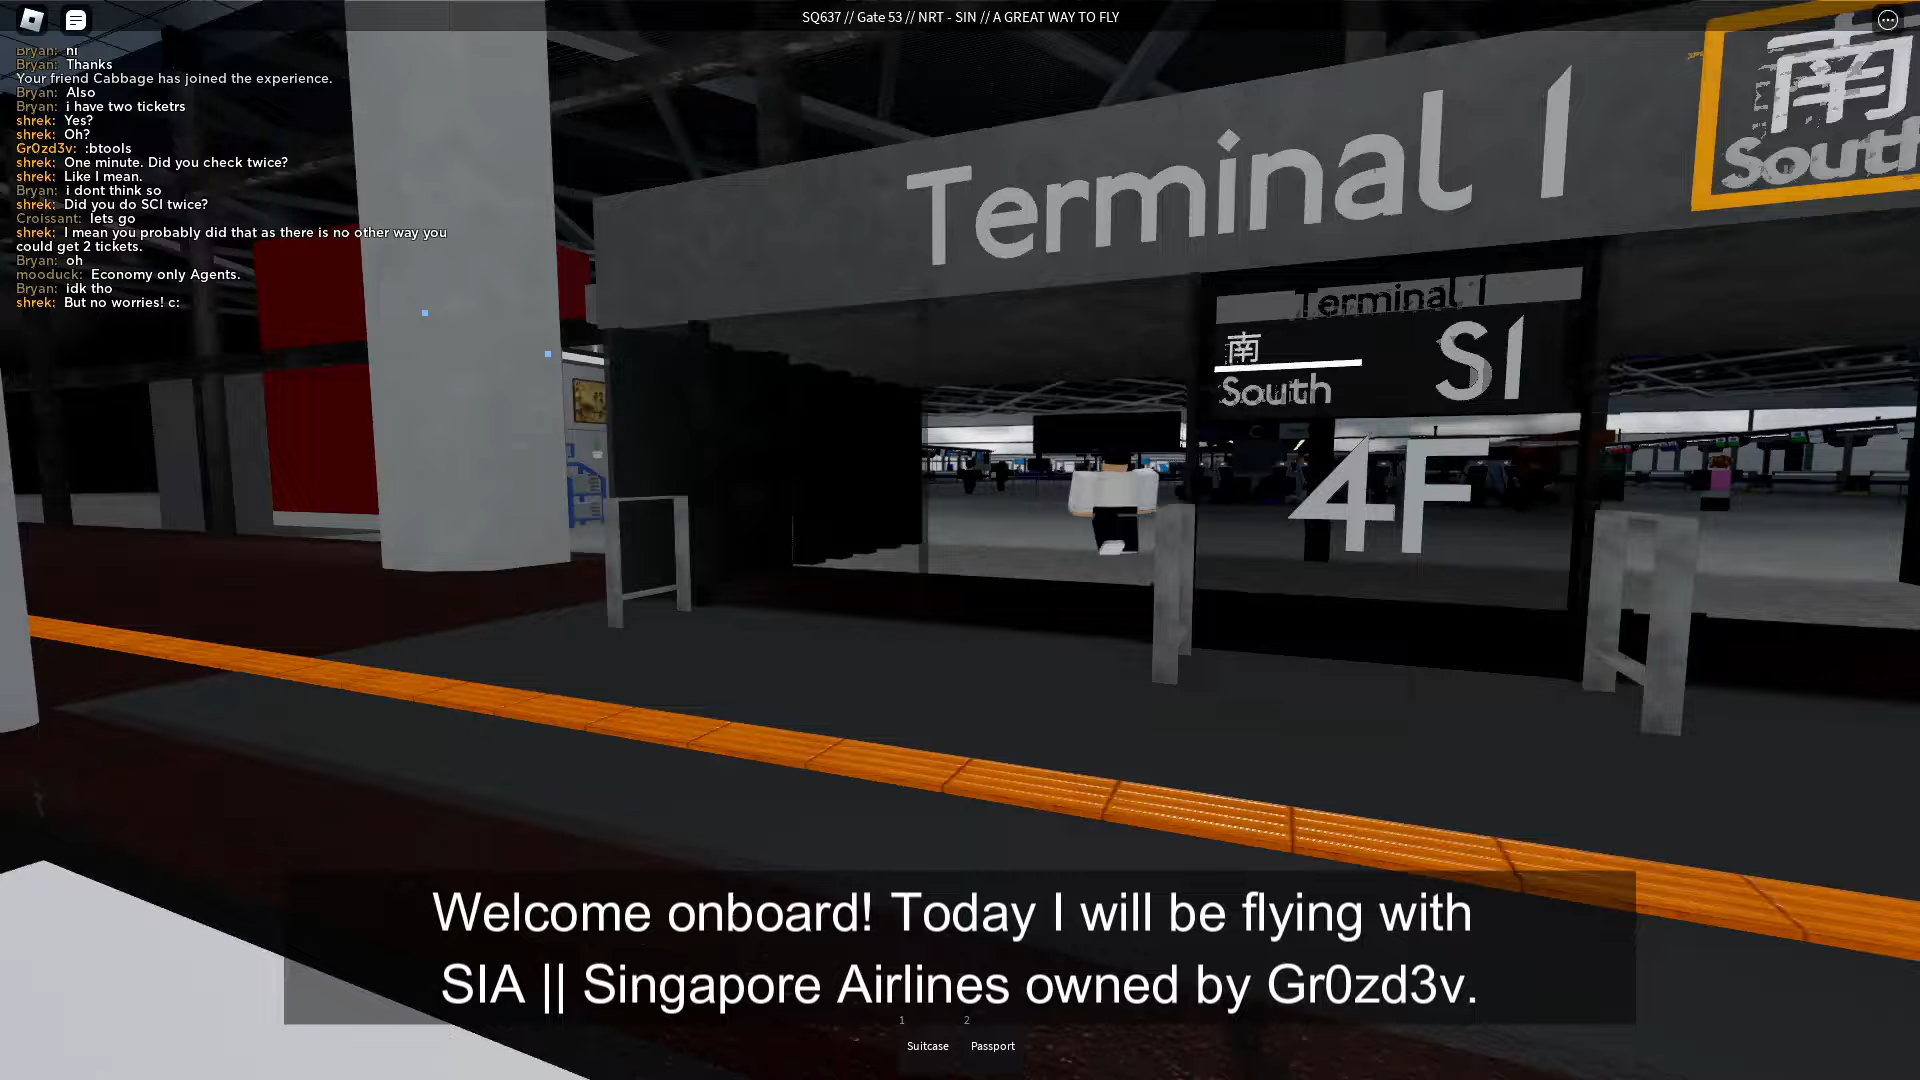 SQ637 // Gate 53 // NRT - SIN // A GREAT WAY TO FLY
Bryan: hi
Bryan: Thanks
Your friend Cabbage has joined the experience.
Bryan: Also
Bryan: i have two ticketrs
shrek: Yes?
shrek: Oh?
Gr0zd3v: :btools
shrek: One minute. Did you check twice?
shrek: Like I mean.
Bryan: i dont think so
shrek: Did you do SCI twice?
Croissant: lets go
shrek: I mean you probably did that as there is no other way you
could get 2 tickets.
Bryan: oh
mooduck: Economy only Agents.
Bryan: idk tho
shrek: But no worries! c:
Terminal 1
南
South
Terminal 1
南
South
S1
4F
Welcome onboard! Today I will be flying with
SIA || Singapore Airlines owned by Gr0zd3v.
1 2
Suitcase Passport